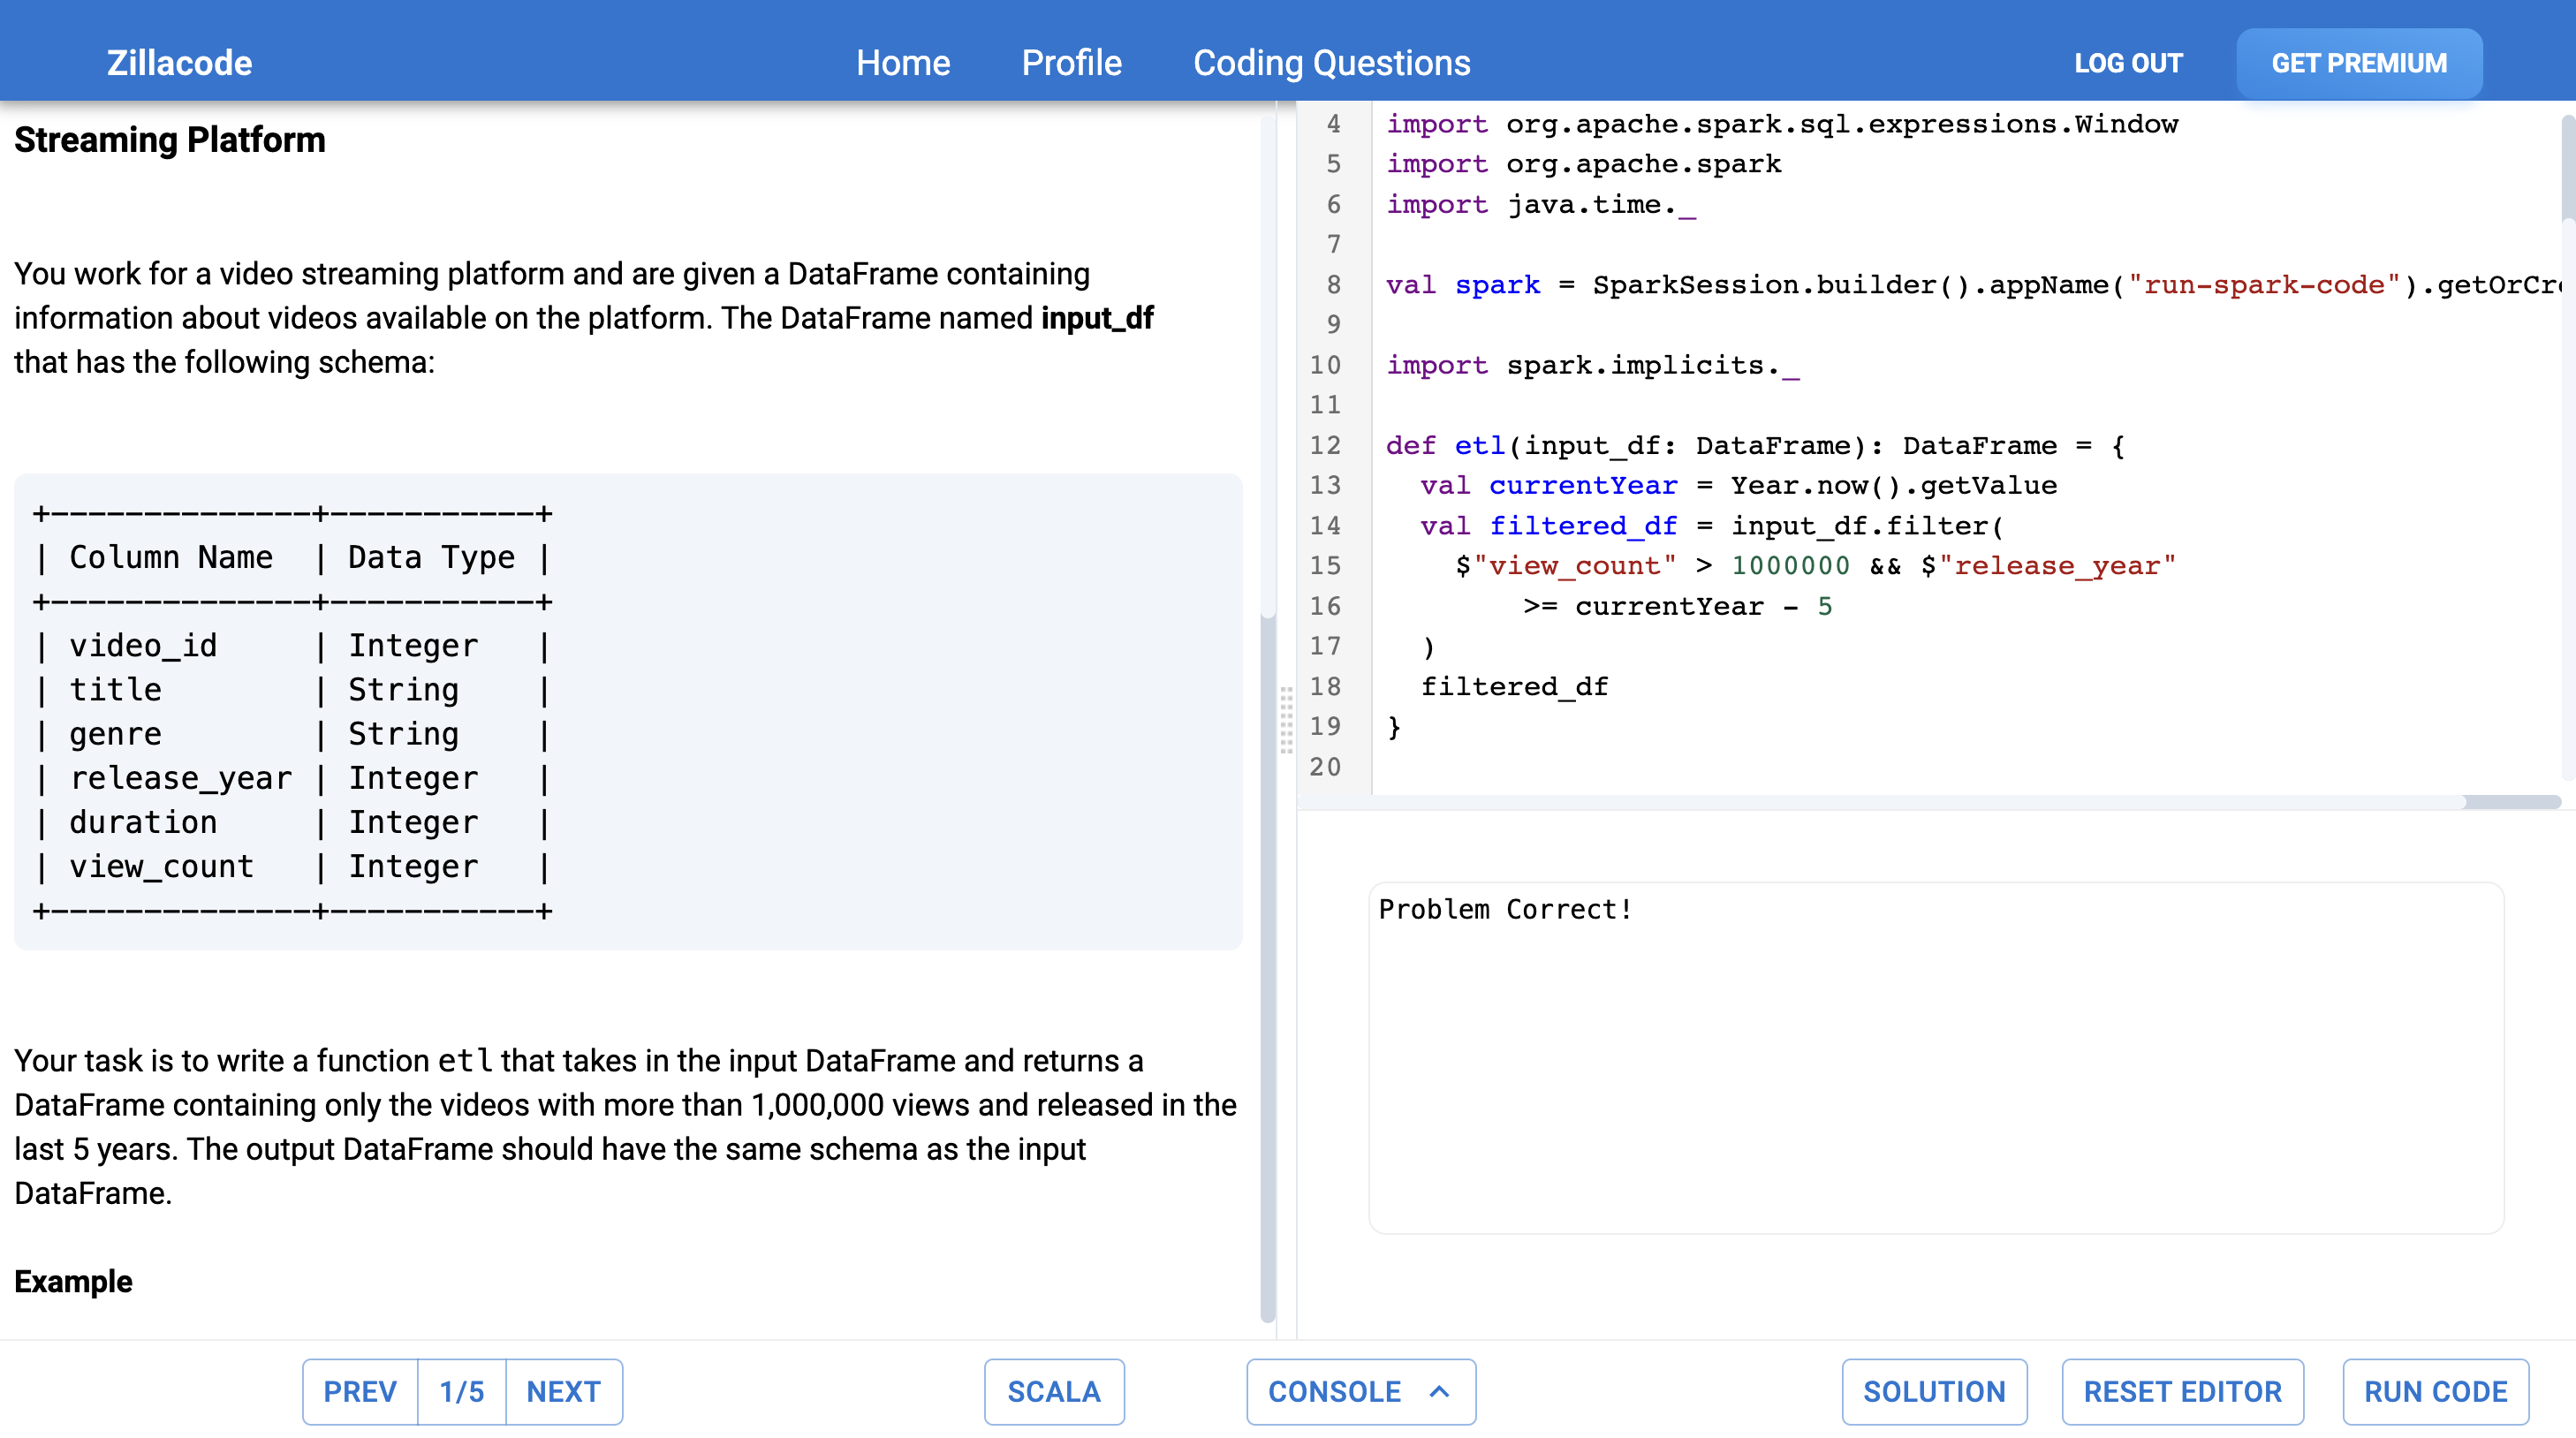 Zillacode
Home
Profile
Coding Questions
LOG OUT
GET PREMIUM
Streaming Platform
You work for a video streaming platform and are given a DataFrame containing
information about videos available on the platform. The DataFrame named input_df
that has the following schema:
+--------------+-----------+
| Column Name  | Data Type |
+--------------+-----------+
| video_id     | Integer   |
| title        | String    |
| genre        | String    |
| release_year | Integer   |
| duration     | Integer   |
| view_count   | Integer   |
+--------------+-----------+
Your task is to write a function etl that takes in the input DataFrame and returns a
DataFrame containing only the videos with more than 1,000,000 views and released in the
last 5 years. The output DataFrame should have the same schema as the input
DataFrame.
Example
4 import org.apache.spark.sql.expressions.Window
5 import org.apache.spark
6 import java.time._
7
8 val spark = SparkSession.builder().appName("run-spark-code").getOrCr
9
10 import spark.implicits._
11
12 def etl(input_df: DataFrame): DataFrame = {
13   val currentYear = Year.now().getValue
14   val filtered_df = input_df.filter(
15     $"view_count" > 1000000 && $"release_year"
16         >= currentYear - 5
17   )
18   filtered_df
19 }
20
Problem Correct!
PREV
1/5
NEXT
SCALA
CONSOLE
SOLUTION
RESET EDITOR
RUN CODE